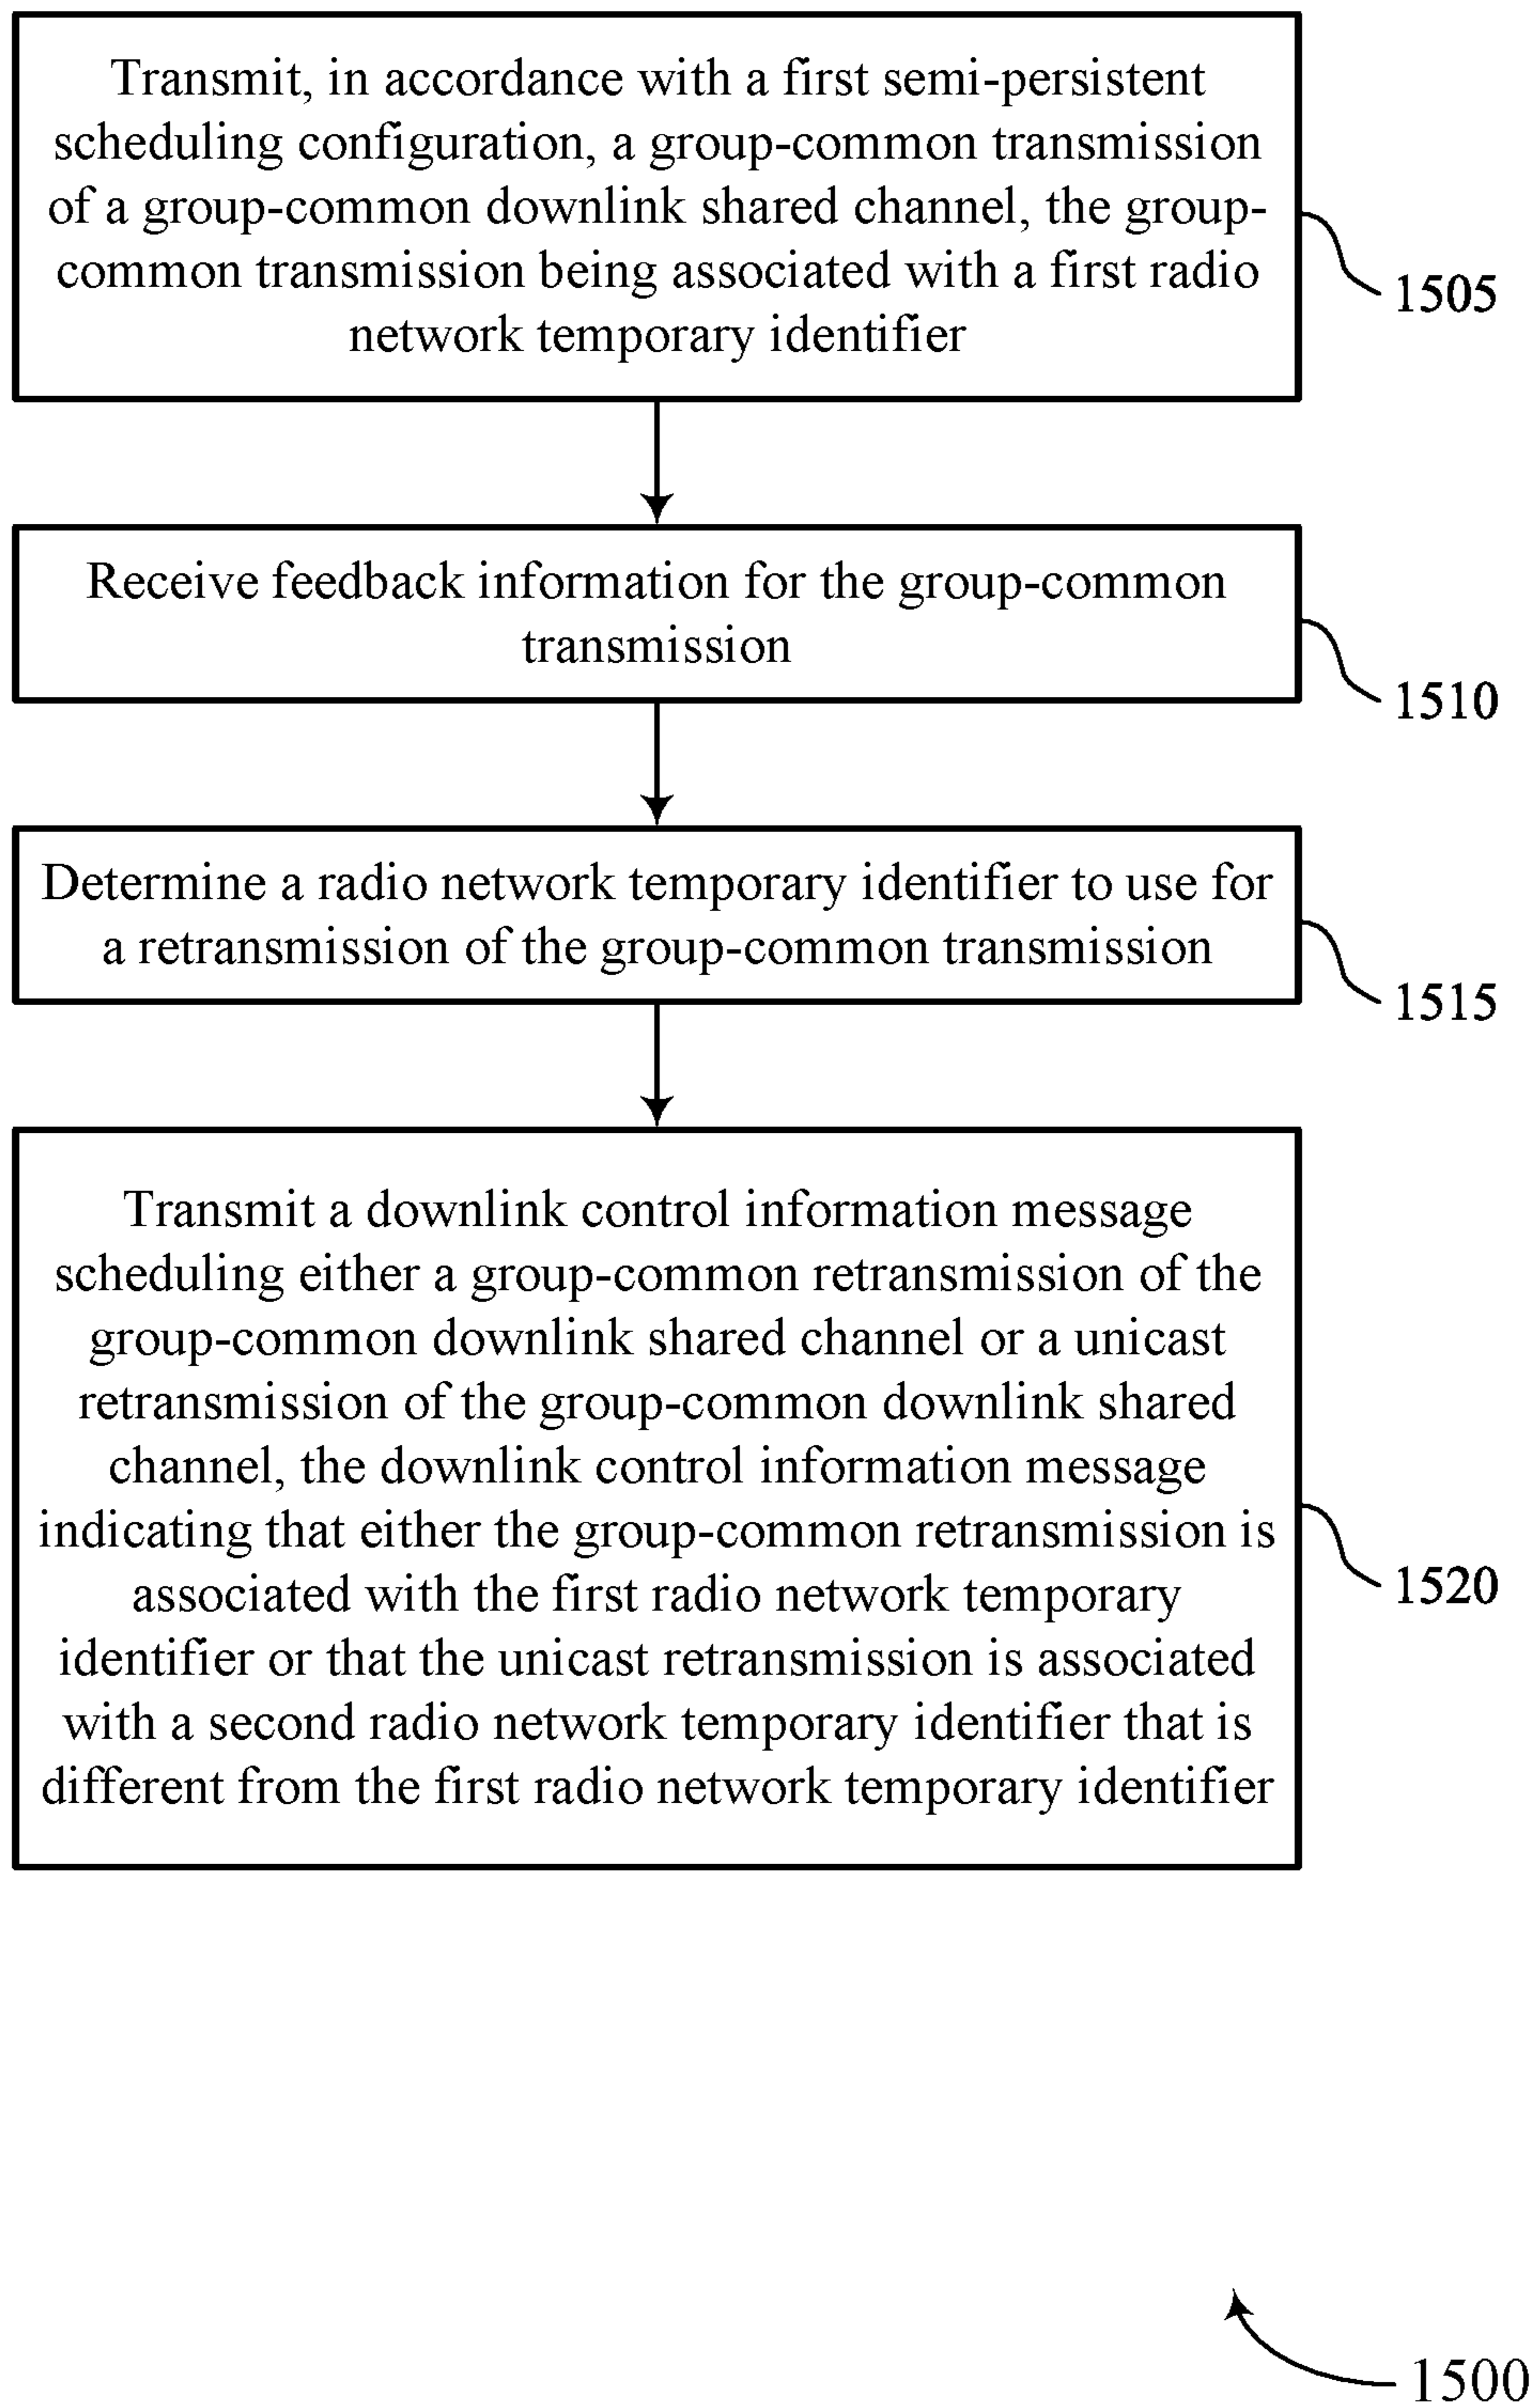 Transmit, in accordance with a first semi-persistent
scheduling configuration, a group-common transmission
of a group-common downlink shared channel, the group-
common transmission being associated with a first radio
network temporary identifier
1505
Receive feedback information for the group-common
transmission
1510
Determine a radio network temporary identifier to use for
a retransmission of the group-common transmission
1515
Transmit a downlink control information message
scheduling either a group-common retransmission of the
group-common downlink shared channel or a unicast
retransmission of the group-common downlink shared
channel, the downlink control information message
indicating that either the group-common retransmission is
associated with the first radio network temporary
identifier or that the unicast retransmission is associated
with a second radio network temporary identifier that is
different from the first radio network temporary identifier
1520
1500